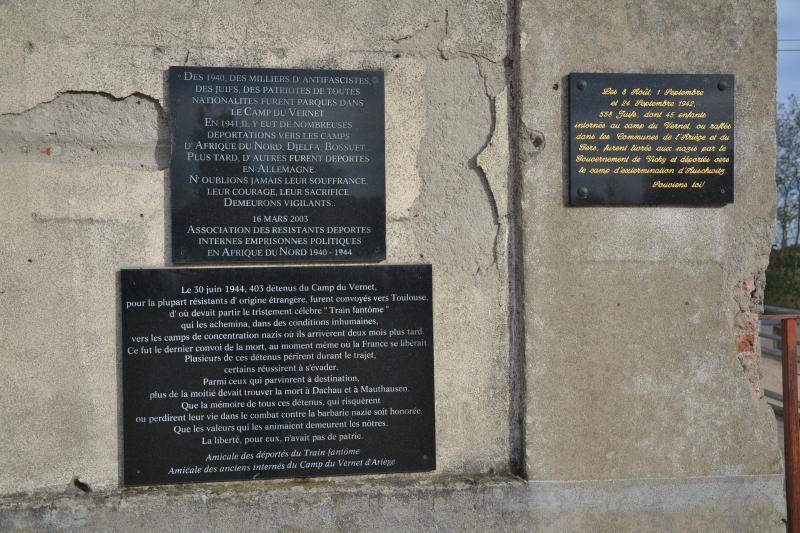 DES 1940, DES MILLIERS D'ANTIFASCISTES,
DES JUIFS, DES PATRIOTES DE TOUTES
NATIONALITES FURENT PARQUES DANS
LE CAMP DU VERNET.
EN 1941, IL Y EUT DE NOMBREUSES
DEPORTATIONS VERS LES CAMPS
D'AFRIQUE DU NORD. DJELFA. BOSSUET.
PLUS TARD, D'AUTRES FURENT DEPORTES
EN ALLEMAGNE.
N'OUBLIONS JAMAIS LEUR SOUFFRANCE,
LEUR COURAGE, LEUR SACRIFICE.
DEMEURONS VIGILANTS..
16 MARS 2003
ASSOCIATION DES RESISTANTS DEPORTES
INTERNES EMPRISONNES POLITIQUES
EN AFRIQUE DU NORD 1940 - 1944
Le 30 juin 1944, 403 détenus du Camp du Vernet,
pour la plupart résistants d' origine étrangère, furent convoyés vers Toulouse,
d' où devait partir le tristement célèbre " Train fantôme "
qui les achemina, dans des conditions inhumaines,
vers les camps de concentration nazis où ils arrivèrent deux mois plus tard.
Ce fut le dernier convoi de la mort, au moment même où la France se libérait.
Plusieurs de ces détenus périrent durant le trajet,
certains réussirent à s'évader.
Parmi ceux qui parvinrent à destination,
plus de la moitié devait trouver la mort à Dachau et à Mauthausen.
Que la mémoire de tous ces détenus, qui risquèrent
ou perdirent leur vie dans le combat contre la barbarie nazie soit honorée.
Que les valeurs qui les animaient demeurent les nôtres.
La liberté, pour eux, n'avait pas de patrie.
Amicale des déportés du Train fantôme
Amicale des anciens internés du Camp du Vernet d'Ariège
Les 8 Août, 1 Septembre
et 24 Septembre 1942,
558 Juifs, dont 45 enfants
internés au camp du Vernet, ou raflés
dans les Communes de l'Ariège et du
Gers, furent livrés aux nazis par le
Gouvernement de Vichy et déportés vers
le camp d'extermination d'Auschwitz.
Souviens toi!